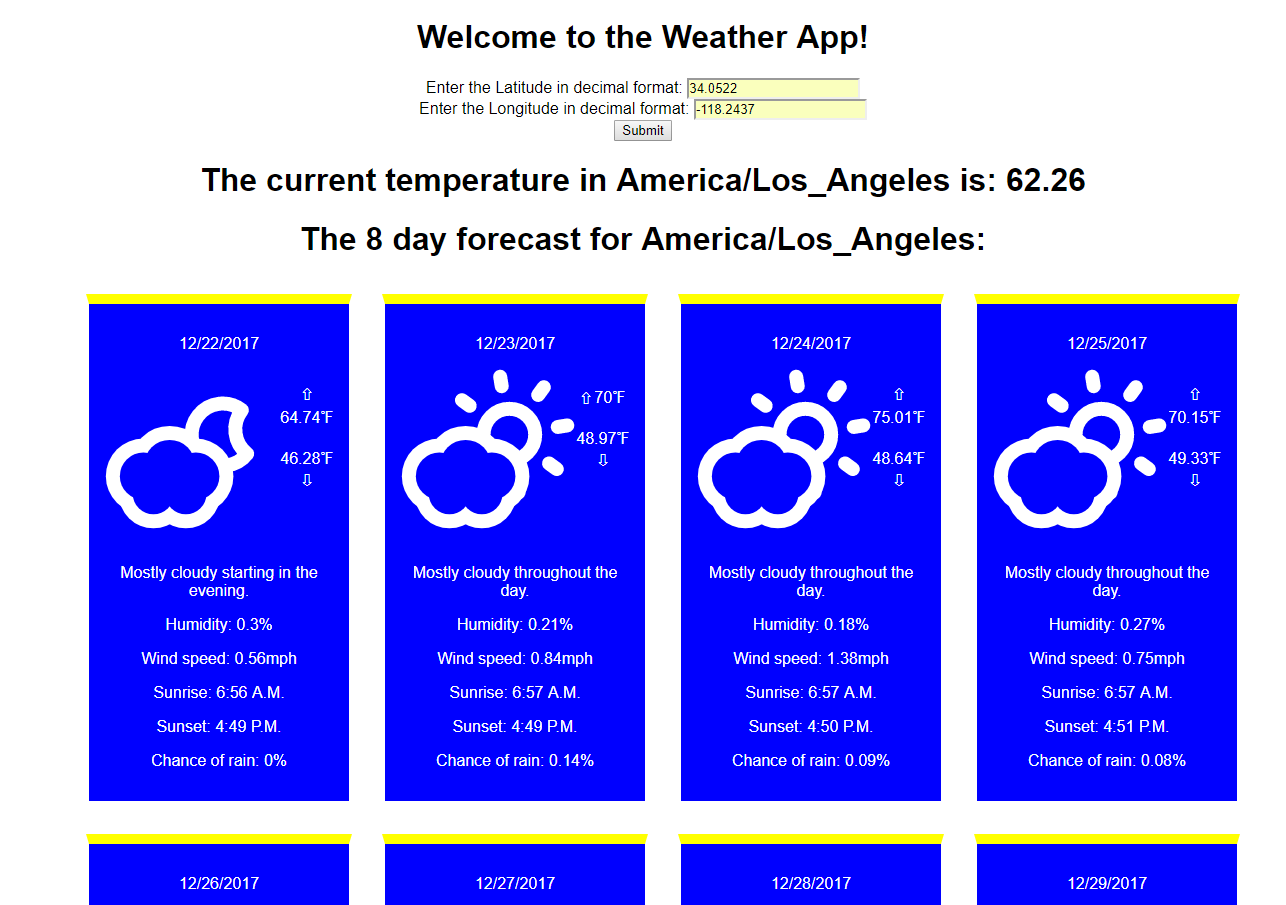 Welcome to the Weather App!
Enter the Latitude in decimal format: 34.0522
Enter the Longitude in decimal format: -118.2437
Submit
The current temperature in America/Los_Angeles is: 62.26
The 8 day forecast for America/Los_Angeles:
12/22/2017
⇧
64.74°F
46.28°F
⇩
Mostly cloudy starting in the
evening.
Humidity: 0.3%
Wind speed: 0.56mph
Sunrise: 6:56 A.M.
Sunset: 4:49 P.M.
Chance of rain: 0%
12/23/2017
⇧70°F
48.97°F
⇩
Mostly cloudy throughout the
day.
Humidity: 0.21%
Wind speed: 0.84mph
Sunrise: 6:57 A.M.
Sunset: 4:49 P.M.
Chance of rain: 0.14%
12/24/2017
⇧
75.01°F
48.64°F
⇩
Mostly cloudy throughout the
day.
Humidity: 0.18%
Wind speed: 1.38mph
Sunrise: 6:57 A.M.
Sunset: 4:50 P.M.
Chance of rain: 0.09%
12/25/2017
⇧
70.15°F
49.33°F
⇩
Mostly cloudy throughout the
day.
Humidity: 0.27%
Wind speed: 0.75mph
Sunrise: 6:57 A.M.
Sunset: 4:51 P.M.
Chance of rain: 0.08%
12/26/2017
12/27/2017
12/28/2017
12/29/2017